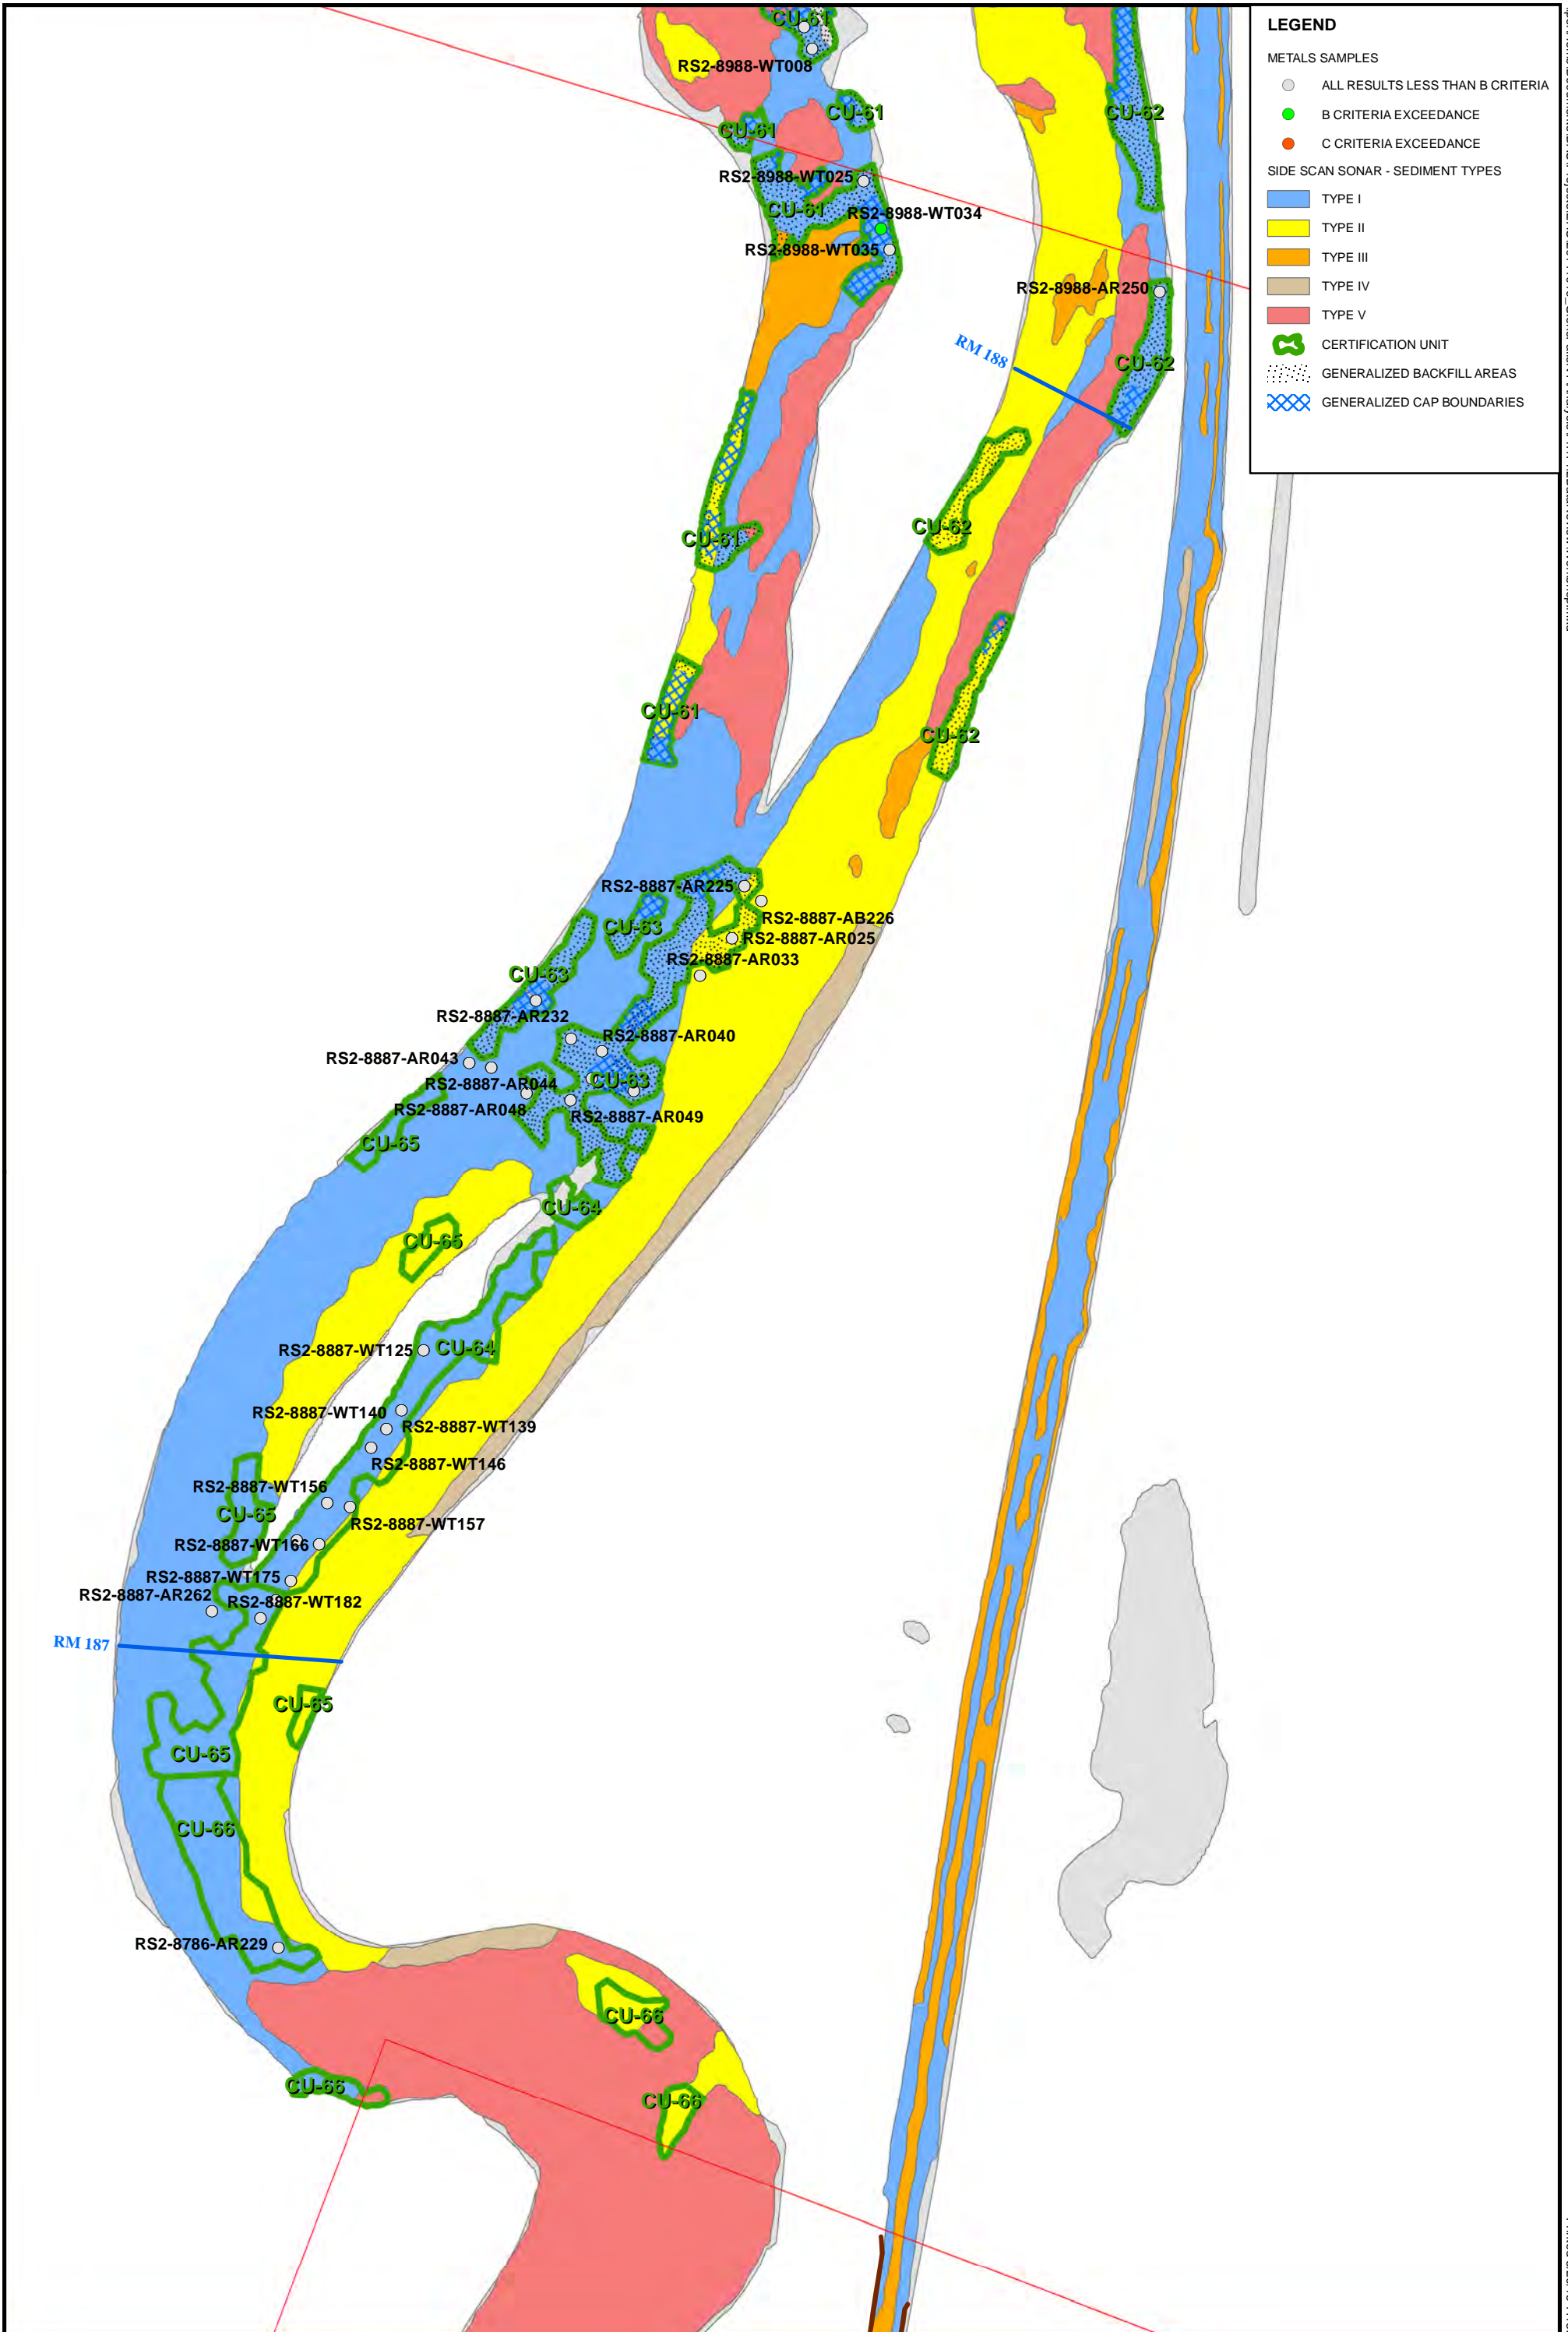 LEGEND
METALS SAMPLES
ALL RESULTS LESS THAN B CRITERIA
B CRITERIA EXCEEDANCE
C CRITERIA EXCEEDANCE
SIDE SCAN SONAR - SEDIMENT TYPES
TYPE I
TYPE II
TYPE III
TYPE IV
TYPE V
CERTIFICATION UNIT
GENERALIZED BACKFILL AREAS
GENERALIZED CAP BOUNDARIES
CU-61
RS2-8988-WT008
CU-61
CU-62
CU-61
RS2-8988-WT025
CU-61
RS2-8988-WT034
RS2-8988-WT035
RS2-8988-AR250
RM 188
CU-62
CU-62
CU-61
CU-61
CU-62
RS2-8887-AR225
RS2-8887-AB226
CU-63
RS2-8887-AR025
RS2-8887-AR033
CU-63
RS2-8887-AR232
RS2-8887-AR040
RS2-8887-AR043
CU-63
RS2-8887-AR044
RS2-8887-AR048
RS2-8887-AR049
CU-65
CU-64
CU-65
CU-64
RS2-8887-WT125
RS2-8887-WT140
RS2-8887-WT139
RS2-8887-WT146
RS2-8887-WT156
CU-65
RS2-8887-WT157
RS2-8887-WT166
RS2-8887-WT175
RS2-8887-AR262
RS2-8887-WT182
RM 187
CU-65
CU-65
CU-66
RS2-8786-AR229
CU-66
CU-66
CU-66